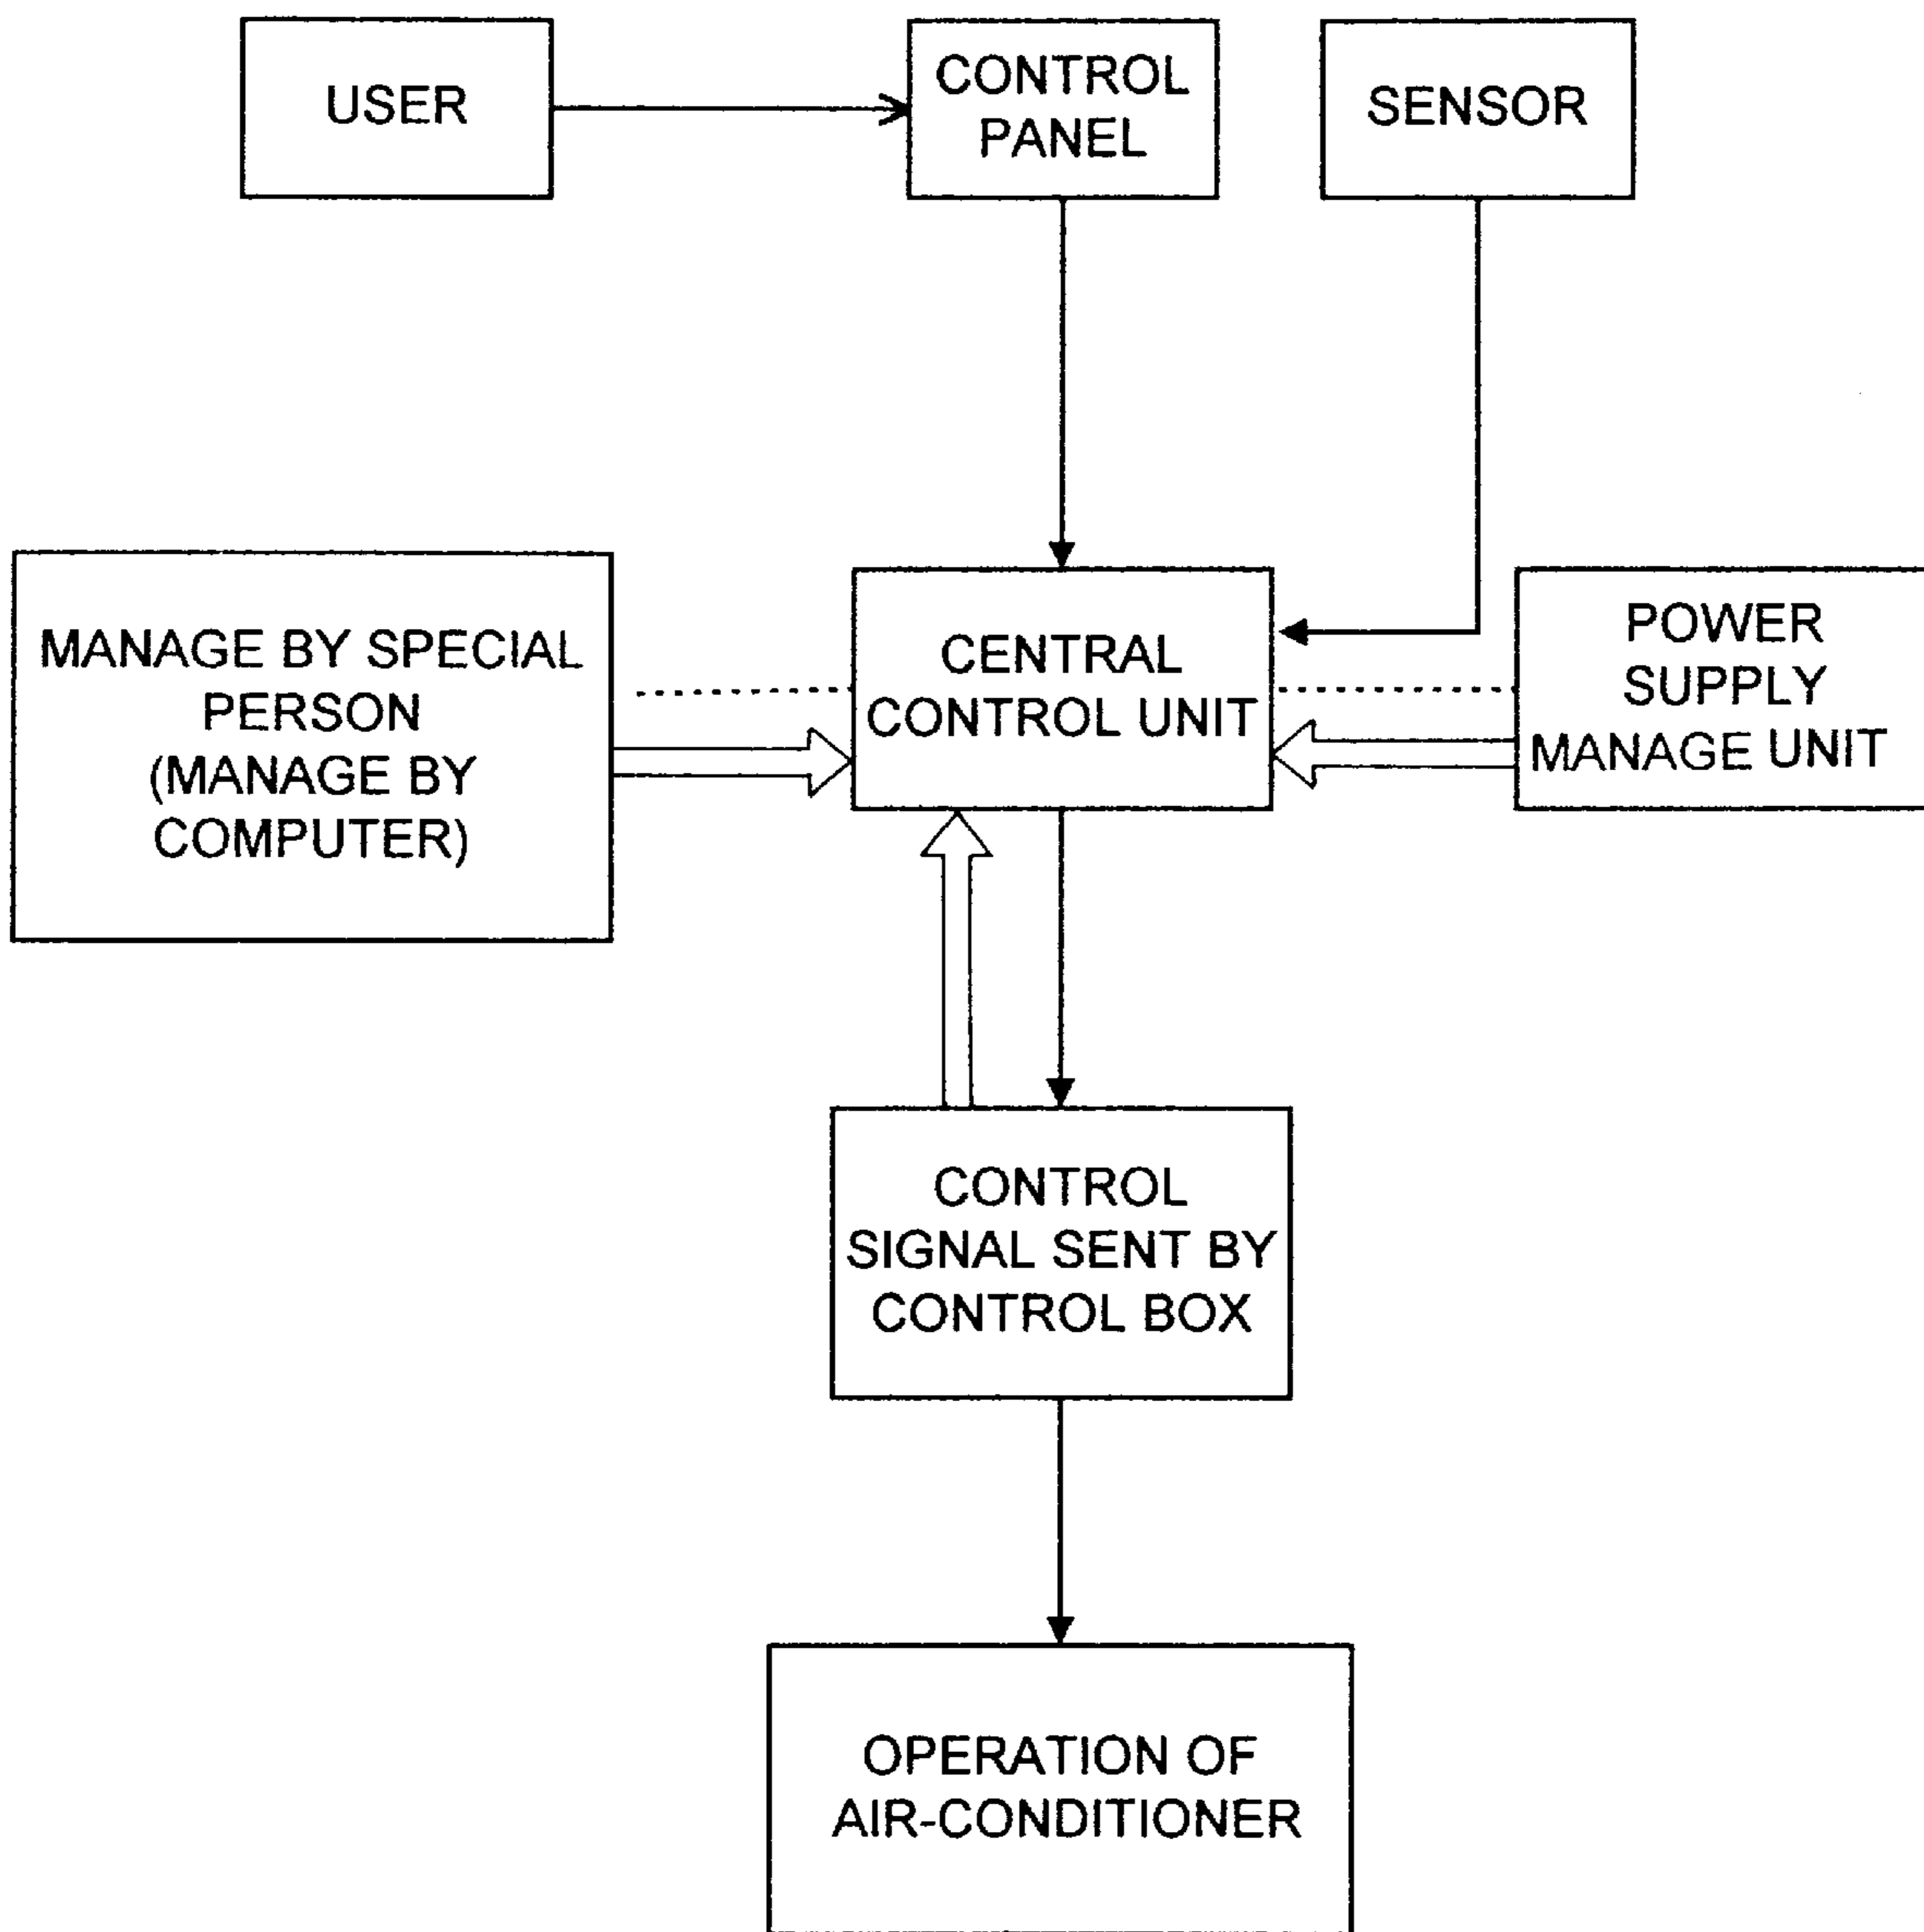 USER
CONTROL
PANEL
SENSOR
MANAGE BY SPECIAL
PERSON
(MANAGE BY
COMPUTER)
CENTRAL
CONTROL UNIT
POWER
SUPPLY
MANAGE UNIT
CONTROL
SIGNAL SENT BY
CONTROL BOX
OPERATION OF
AIR-CONDITIONER